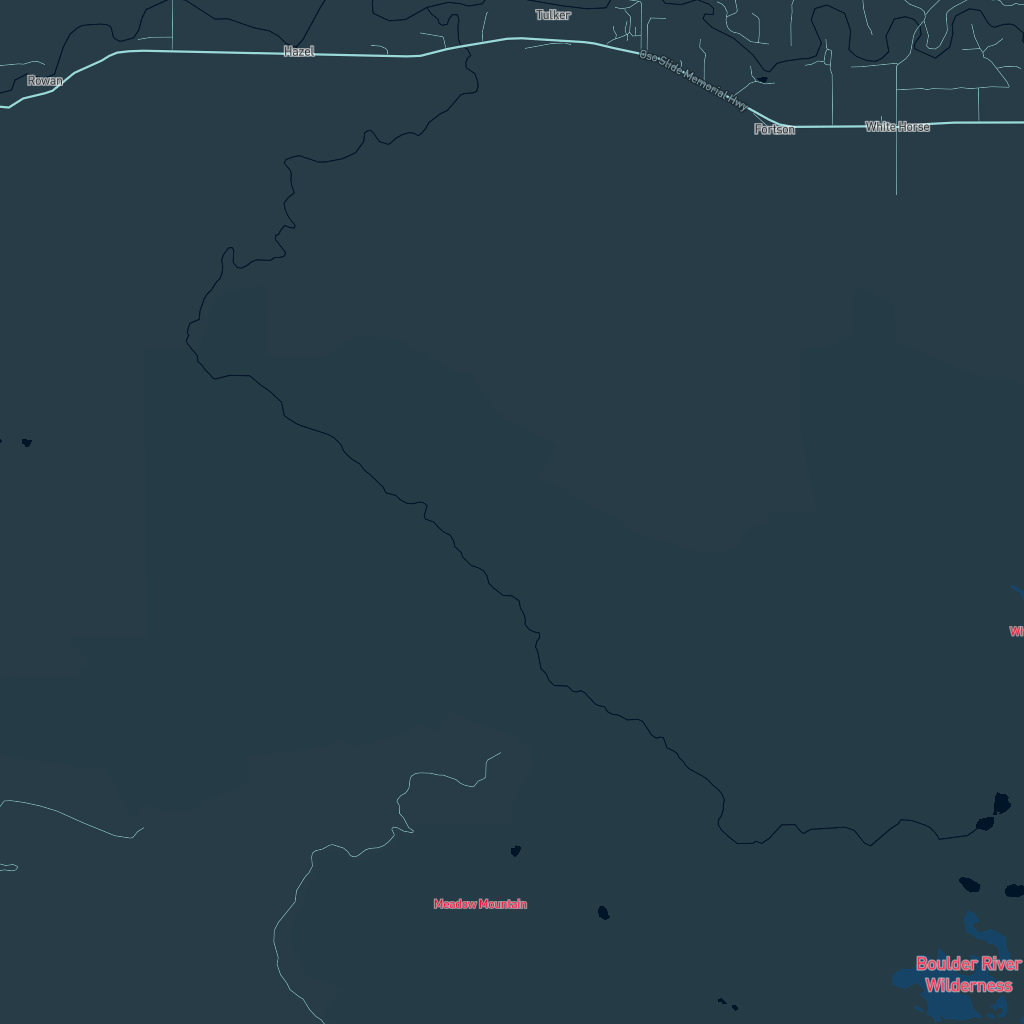 Tulker
Hazel
Oso Slide Memorial Hwy
Rowan
Fortson
White Horse
Meadow Mountain
Boulder River
Wilderness